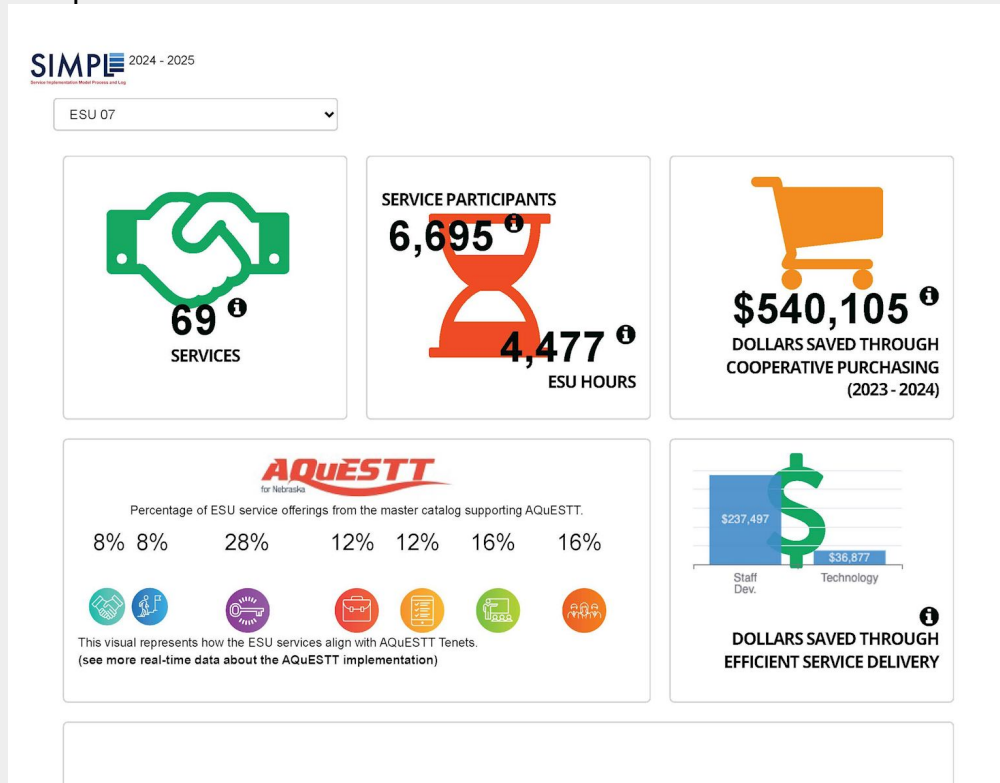 SIMPLE 2024 - 2025
Service Implementation Model Process and Log
ESU 07
69
SERVICES
SERVICE PARTICIPANTS
6,695
4,477
ESU HOURS
$540,105
DOLLARS SAVED THROUGH
COOPERATIVE PURCHASING
(2023 - 2024)
AQuESTT
for Nebraska
Percentage of ESU service offerings from the master catalog supporting AQuESTT.
8% 8% 28% 12% 12% 16% 16%
This visual represents how the ESU services align with AQuESTT Tenets.
(see more real-time data about the AQuESTT implementation)
$237,497
$36,877
Staff
Dev.
Technology
DOLLARS SAVED THROUGH
EFFICIENT SERVICE DELIVERY